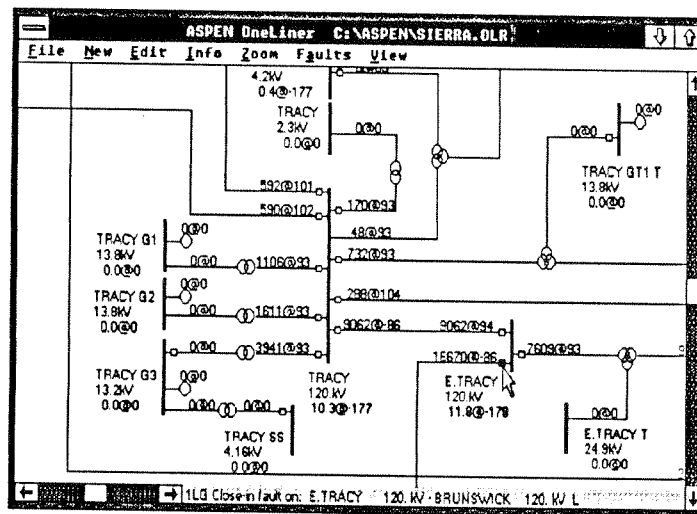 ASPEN OneLiner C:\ASPEN\SIERRA.OLR
File New Edit Info Zoom Faults View
4.2kV
0.4@-177
TRACY
2.3kV
0.0@0
0@0
0@0
0@0
TRACY GT1 T
13.8kV
0.0@0
592@101
590@102
170@93
48@93
732@93
TRACY G1
13.8kV
0.0@0
0@0
0@0
1106@93
TRACY G2
13.8kV
0.0@0
0@0
0@0
1611@93
298@104
9062@-86
9062@94
16670@-86
7609@93
0@0
3941@93
TRACY G3
13.2kV
0.0@0
0@0
0@0
0@0
TRACY
120.kV
10.3@-177
E.TRACY
120.kV
11.8@-178
TRACY SS
4.16kV
0.0@0
0@0
E.TRACY T
24.9kV
0.0@0
1LG Close-in fault on: E.TRACY 120. kV - BRUNSWICK 120. kV L